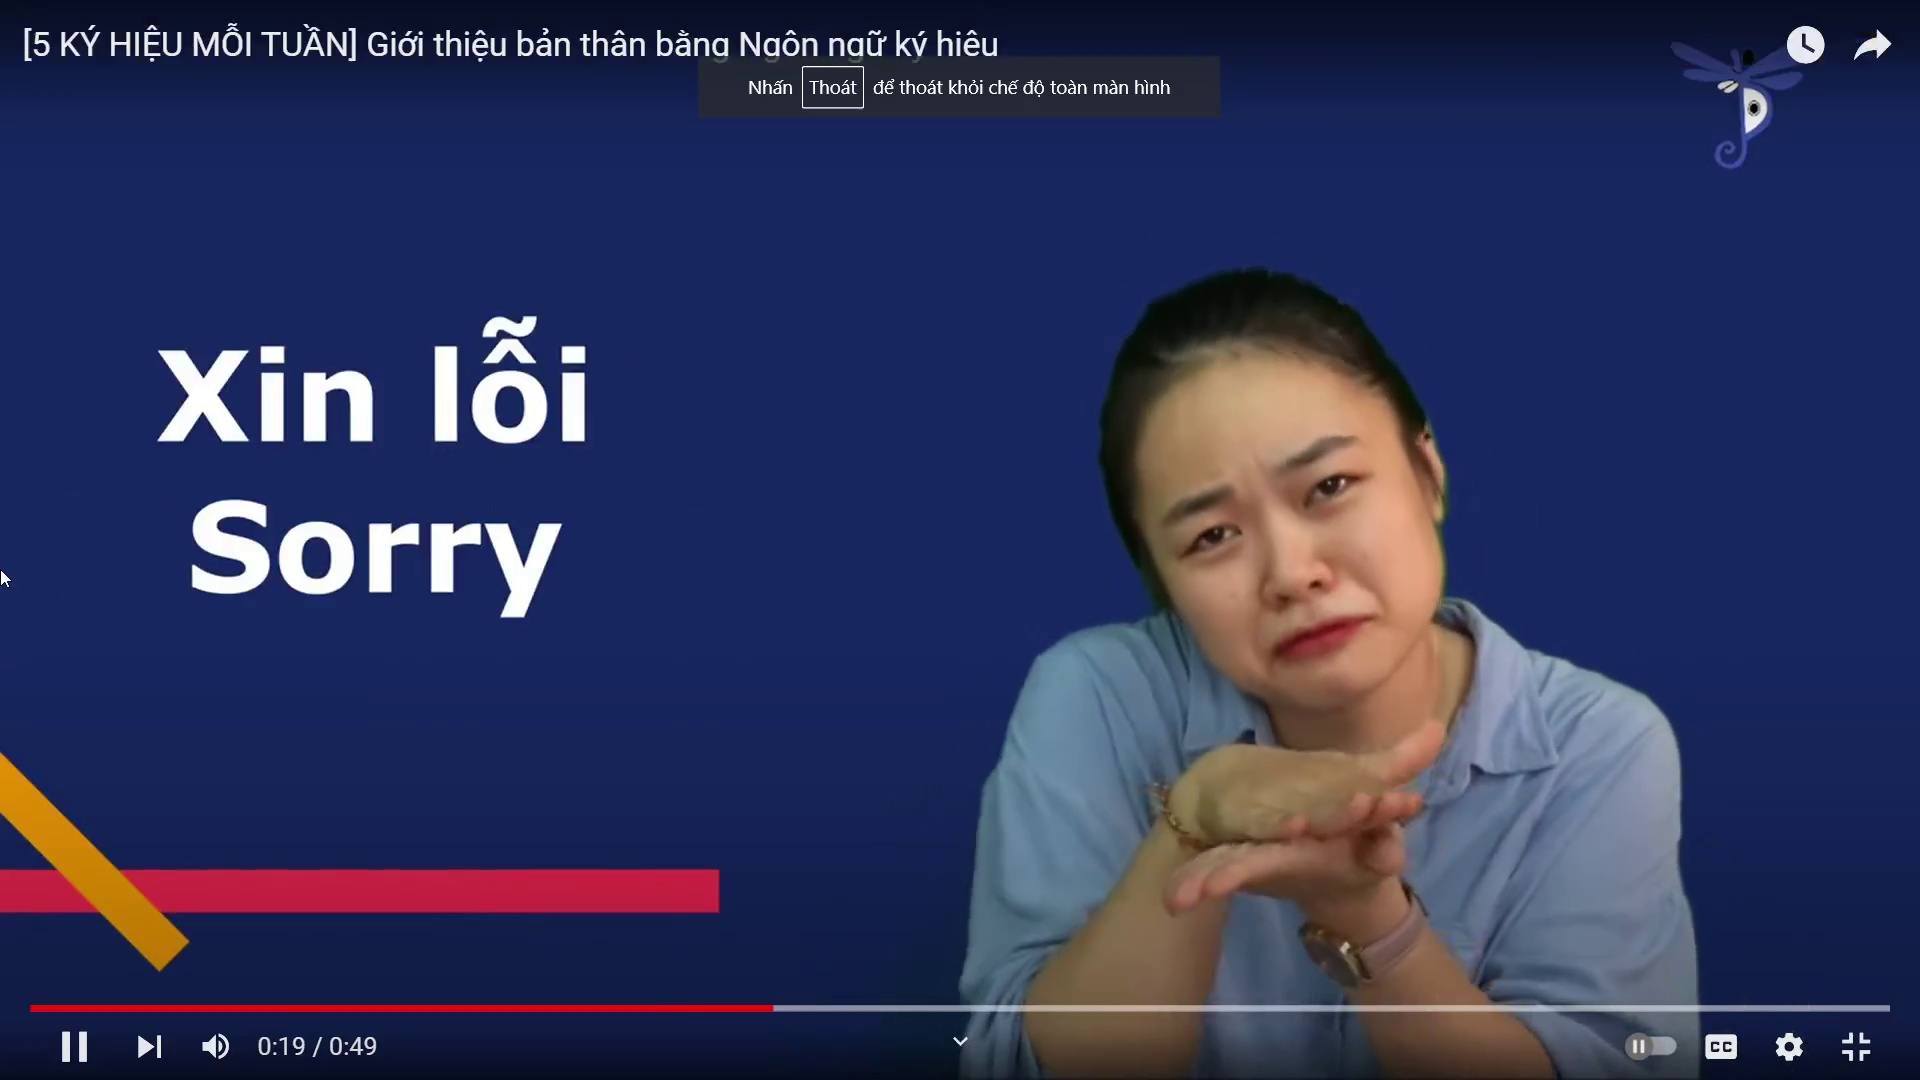 [5 KÝ HIỆU MỖI TUẦN] Giới thiệu bản thân bằng Ngôn ngữ ký hiệu
Nhấn Thoát để thoát khỏi chế độ toàn màn hình
Xin lỗi
Sorry
0:19 / 0:49
CC